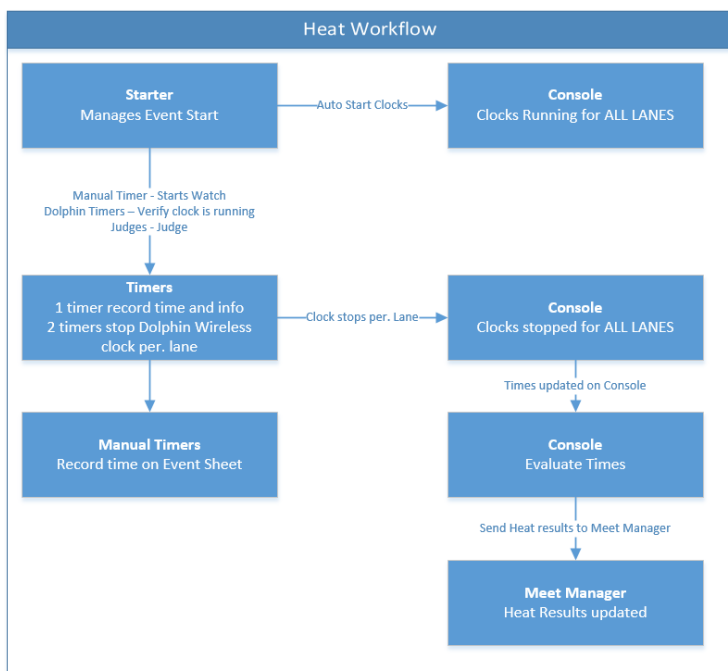 Heat Workflow
Starter
Manages Event Start
Auto Start Clocks
Console
Clocks Running for ALL LANES
Manual Timer - Starts Watch
Dolphin Timers – Verify clock is running
Judges - Judge
Timers
1 timer record time and info
2 timers stop Dolphin Wireless
clock per. lane
Clock stops per. Lane
Console
Clocks stopped for ALL LANES
Times updated on Console
Manual Timers
Record time on Event Sheet
Console
Evaluate Times
Send Heat results to Meet Manager
Meet Manager
Heat Results updated